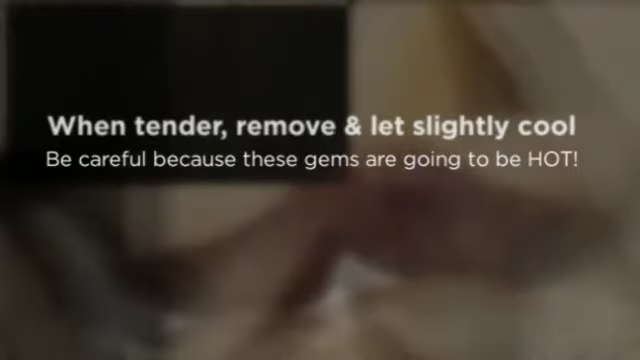 When tender, remove & let slightly cool
Be careful because these gems are going to be HOT!